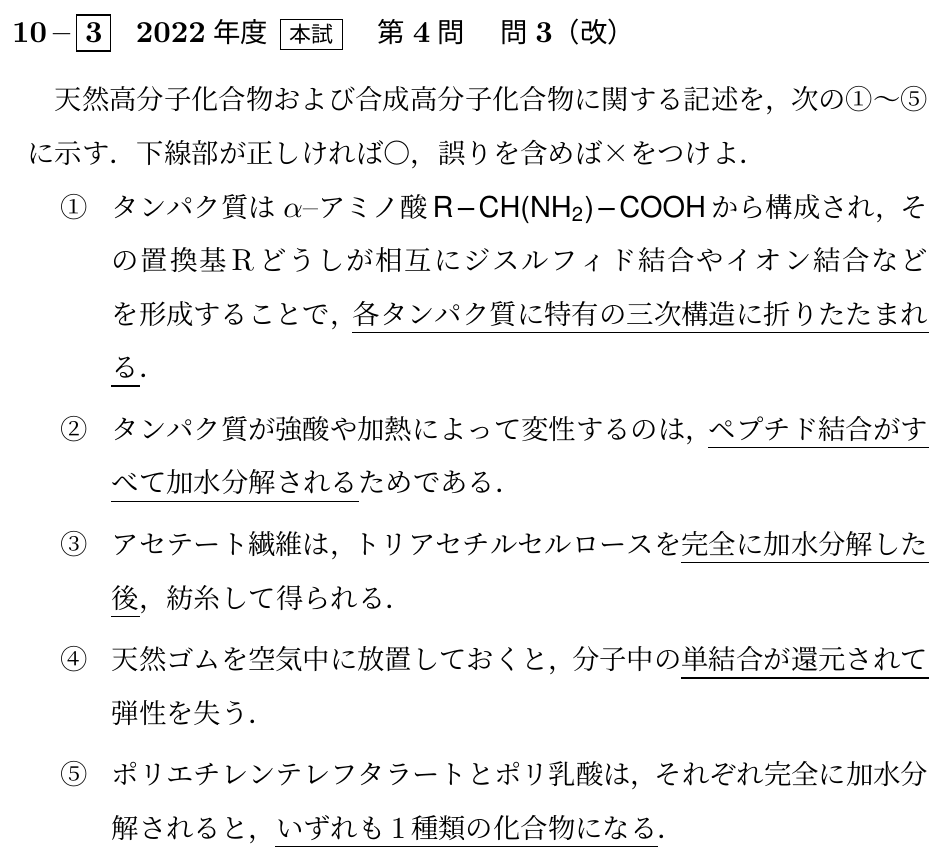 10－3 2022 年度 本試 第 4 問 問 3（改）
天然高分子化合物および合成高分子化合物に関する記述を，次の①～⑤
に示す．下線部が正しければ○，誤りを含めば×をつけよ．
① タンパク質は α–アミノ酸 R－CH(NH₂)－COOH から構成され，そ
の置換基 R どうしが相互にジスルフィド結合やイオン結合など
を形成することで，各タンパク質に特有の三次構造に折りたたまれ
る．
② タンパク質が強酸や加熱によって変性するのは，ペプチド結合がす
べて加水分解されるためである．
③ アセテート繊維は，トリアセチルセルロースを完全に加水分解した
後，紡糸して得られる．
④ 天然ゴムを空気中に放置しておくと，分子中の単結合が還元されて
弾性を失う．
⑤ ポリエチレンテレフタラートとポリ乳酸は，それぞれ完全に加水分
解されると，いずれも 1 種類の化合物になる．